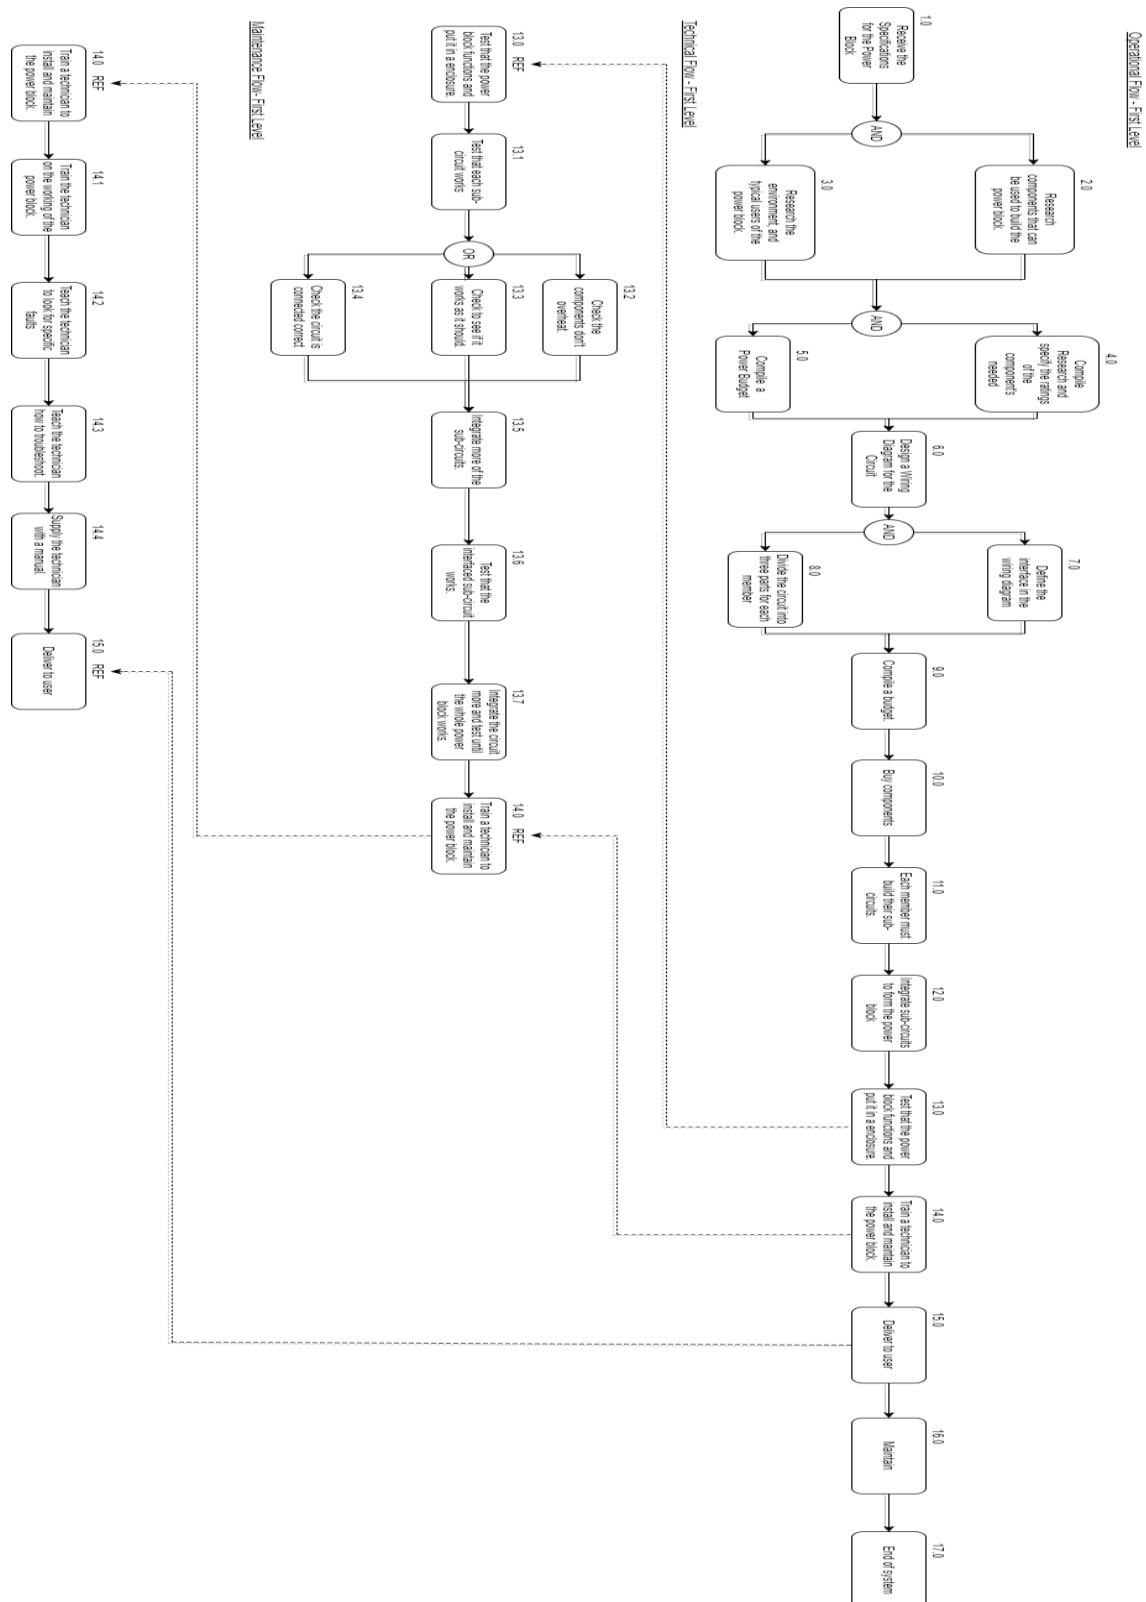 Operational Flow - First Level
1.0
Receive the
Specifications
for the Power
Block
AND
2.0
Research
components that can
be used to build the
power block.
3.0
Research the
environment, and
typical users of the
power block.
AND
4.0
Compile
Research and
specify the ratings
of the
component's
needed
5.0
Compile a
Power Budget
6.0
Design a Wiring
Diagram for the
Circuit
AND
7.0
Define the
interface in the
wiring diagram
8.0
Divide the circuit into
three parts for each
member
9.0
Compile a budget.
10.0
Buy components
11.0
Each member must
build their sub-
circuits.
12.0
Integrate sub-circuits
to form the power
block
13.0
Test that the power
block functions and
put it in a enclosure.
14.0
Train a technician to
install and maintain
the power block.
15.0
Deliver to user
16.0
Maintain
17.0
End of system
Technical Flow - First Level
13.0 REF
Test that the power
block functions and
put it in a enclosure.
13.1
Test that each sub-
circuit works
OR
13.2
Check the
components don't
overheat.
13.3
Check to see if it
works as it should.
13.4
Check the circuit is
connected correct
13.5
Integrate more of the
sub-circuits.
13.6
Test that the
interfaced sub-circuit
works.
13.7
Integrate the circuit
more and test until
the whole power
block works.
14.0 REF
Train a technician to
install and maintain
the power block.
Maintenance Flow- First Level
14.0 REF
Train a technician to
install and maintain
the power block.
14.1
Train the technician
on the working of the
power block.
14.2
Teach the technician
to look for specific
faults
14.3
Teach the technician
how to troubleshoot.
14.4
Supply the technician
with a manual.
15.0 REF
Deliver to user